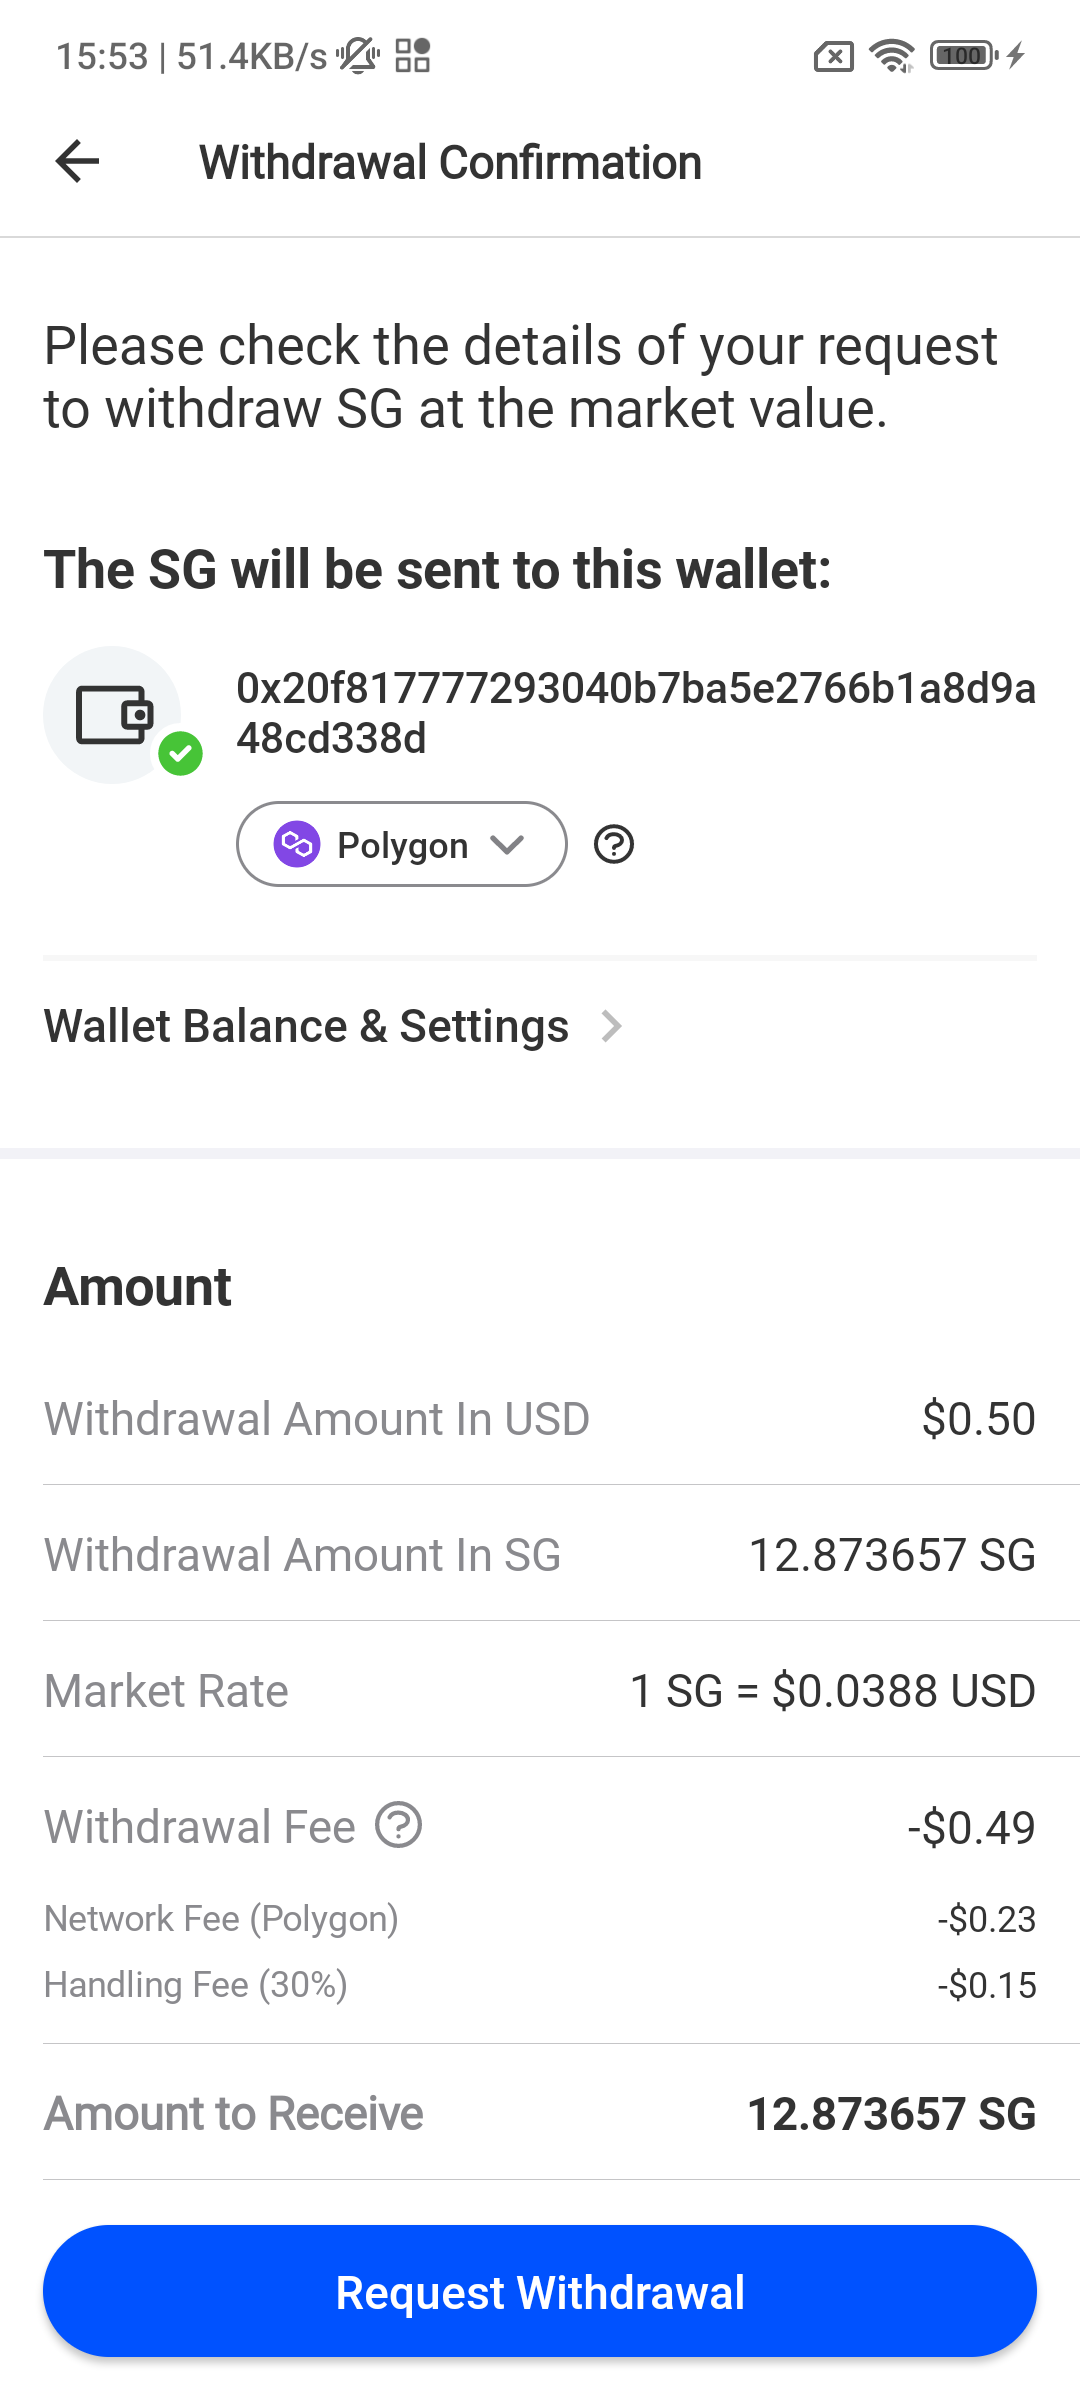 15:53 | 51.4KB/s
100
Withdrawal Confirmation
Please check the details of your request
to withdraw SG at the market value.
The SG will be sent to this wallet:
0x20f817777293040b7ba5e2766b1a8d9a
48cd338d
Polygon
Wallet Balance & Settings
Amount
Withdrawal Amount In USD $0.50
Withdrawal Amount In SG 12.873657 SG
Market Rate 1 SG = $0.0388 USD
Withdrawal Fee -$0.49
Network Fee (Polygon) -$0.23
Handling Fee (30%) -$0.15
Amount to Receive 12.873657 SG
Request Withdrawal